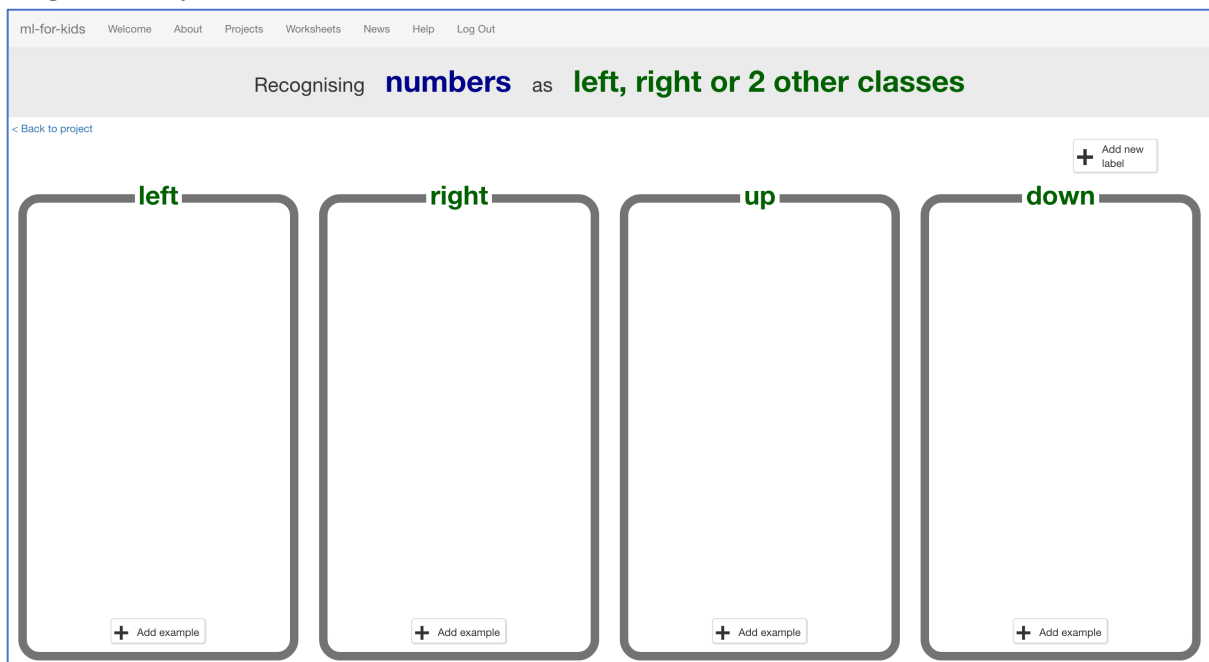 ml-for-kids Welcome About Projects Worksheets News Help Log Out
Recognising numbers as left, right or 2 other classes
< Back to project
+ Add new
label
left right up down
+ Add example + Add example + Add example + Add example